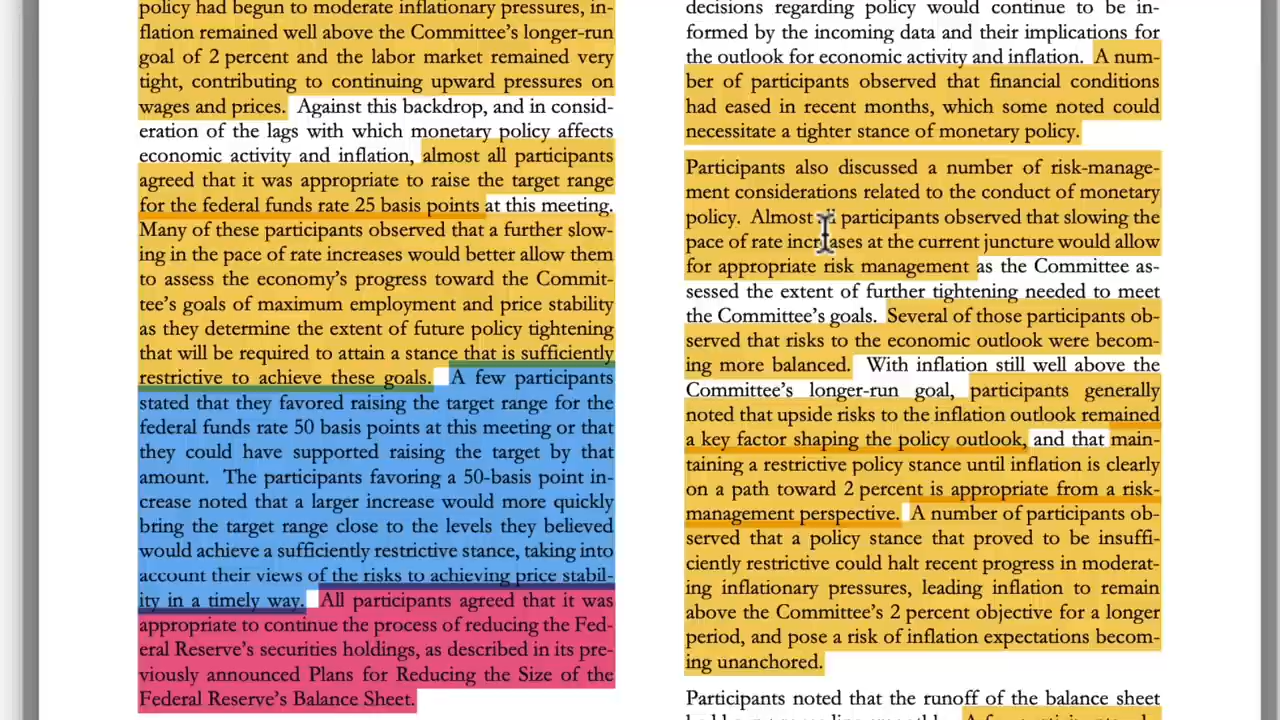 policy had begun to moderate inflationary pressures, in-
flation remained well above the Committee's longer-run
goal of 2 percent and the labor market remained very
tight, contributing to continuing upward pressures on
wages and prices. Against this backdrop, and in consid-
eration of the lags with which monetary policy affects
economic activity and inflation, almost all participants
agreed that it was appropriate to raise the target range
for the federal funds rate 25 basis points at this meeting.
Many of these participants observed that a further slow-
ing in the pace of rate increases would better allow them
to assess the economy's progress toward the Commit-
tee's goals of maximum employment and price stability
as they determine the extent of future policy tightening
that will be required to attain a stance that is sufficiently
restrictive to achieve these goals. A few participants
stated that they favored raising the target range for the
federal funds rate 50 basis points at this meeting or that
they could have supported raising the target by that
amount. The participants favoring a 50-basis point in-
crease noted that a larger increase would more quickly
bring the target range close to the levels they believed
would achieve a sufficiently restrictive stance, taking into
account their views of the risks to achieving price stabil-
ity in a timely way. All participants agreed that it was
appropriate to continue the process of reducing the Fed-
eral Reserve's securities holdings, as described in its pre-
viously announced Plans for Reducing the Size of the
Federal Reserve's Balance Sheet.
decisions regarding policy would continue to be in-
formed by the incoming data and their implications for
the outlook for economic activity and inflation. A num-
ber of participants observed that financial conditions
had eased in recent months, which some noted could
necessitate a tighter stance of monetary policy.
Participants also discussed a number of risk-manage-
ment considerations related to the conduct of monetary
policy. Almost all participants observed that slowing the
pace of rate increases at the current juncture would allow
for appropriate risk management as the Committee as-
sessed the extent of further tightening needed to meet
the Committee's goals. Several of those participants ob-
served that risks to the economic outlook were becom-
ing more balanced. With inflation still well above the
Committee's longer-run goal, participants generally
noted that upside risks to the inflation outlook remained
a key factor shaping the policy outlook, and that main-
taining a restrictive policy stance until inflation is clearly
on a path toward 2 percent is appropriate from a risk-
management perspective. A number of participants ob-
served that a policy stance that proved to be insuffi-
ciently restrictive could halt recent progress in moderat-
ing inflationary pressures, leading inflation to remain
above the Committee's 2 percent objective for a longer
period, and pose a risk of inflation expectations becom-
ing unanchored.
Participants noted that the runoff of the balance sheet